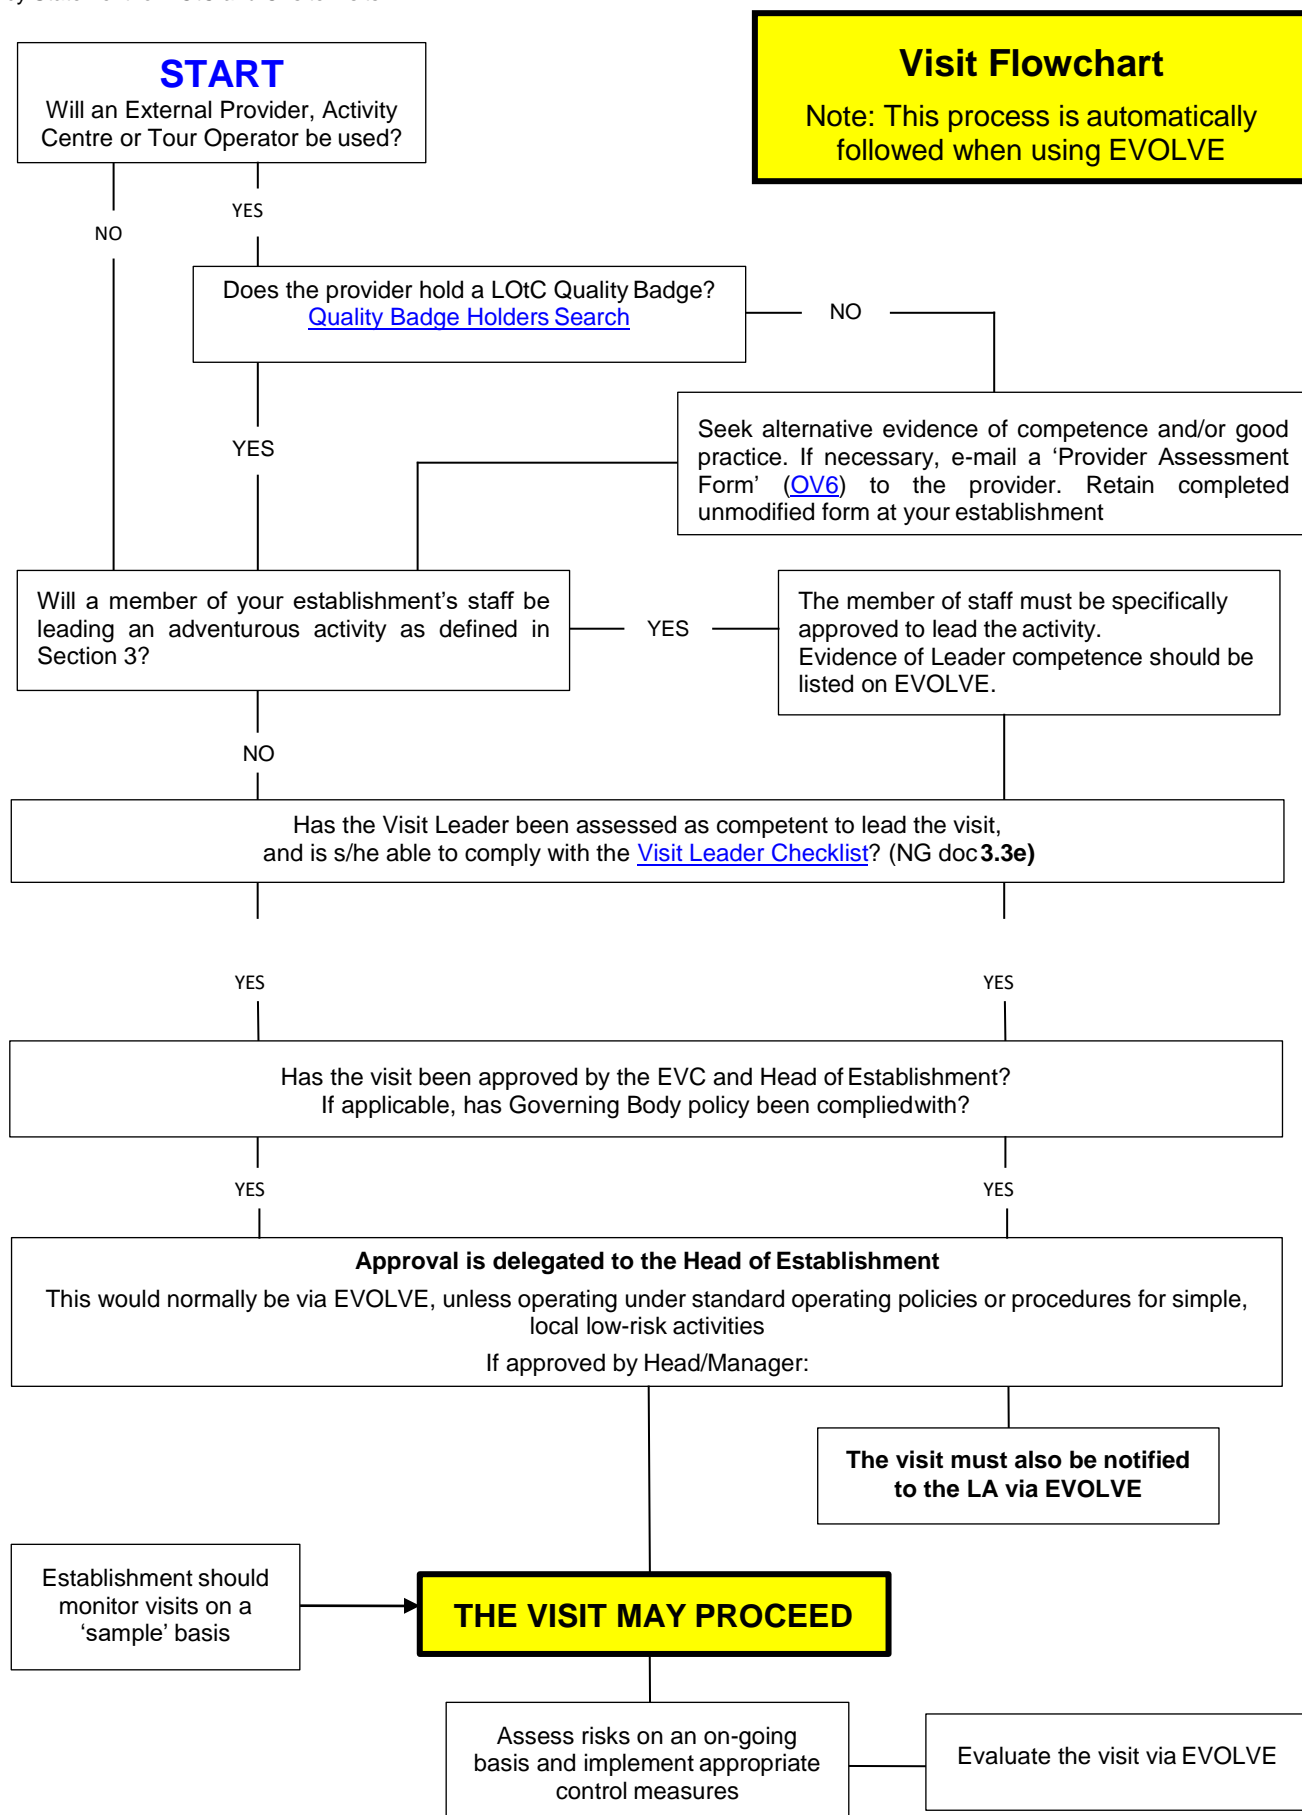 START
Will an External Provider, Activity
Centre or Tour Operator be used?
Visit Flowchart
Note: This process is automatically
followed when using EVOLVE
YES
NO
Does the provider hold a LOtC Quality Badge?
Quality Badge Holders Search
NO
YES
Seek alternative evidence of competence and/or good
practice. If necessary, e-mail a ‘Provider Assessment
Form’ (OV6) to the provider. Retain completed
unmodified form at your establishment
Will a member of your establishment’s staff be
leading an adventurous activity as defined in
Section 3?
YES
The member of staff must be specifically
approved to lead the activity.
Evidence of Leader competence should be
listed on EVOLVE.
NO
Has the Visit Leader been assessed as competent to lead the visit,
and is s/he able to comply with the Visit Leader Checklist? (NG doc 3.3e)
YES
YES
Has the visit been approved by the EVC and Head of Establishment?
If applicable, has Governing Body policy been compliedwith?
YES
YES
Approval is delegated to the Head of Establishment
This would normally be via EVOLVE, unless operating under standard operating policies or procedures for simple,
local low-risk activities
If approved by Head/Manager:
The visit must also be notified
to the LA via EVOLVE
Establishment should
monitor visits on a
‘sample’ basis
THE VISIT MAY PROCEED
Assess risks on an on-going
basis and implement appropriate
control measures
Evaluate the visit via EVOLVE